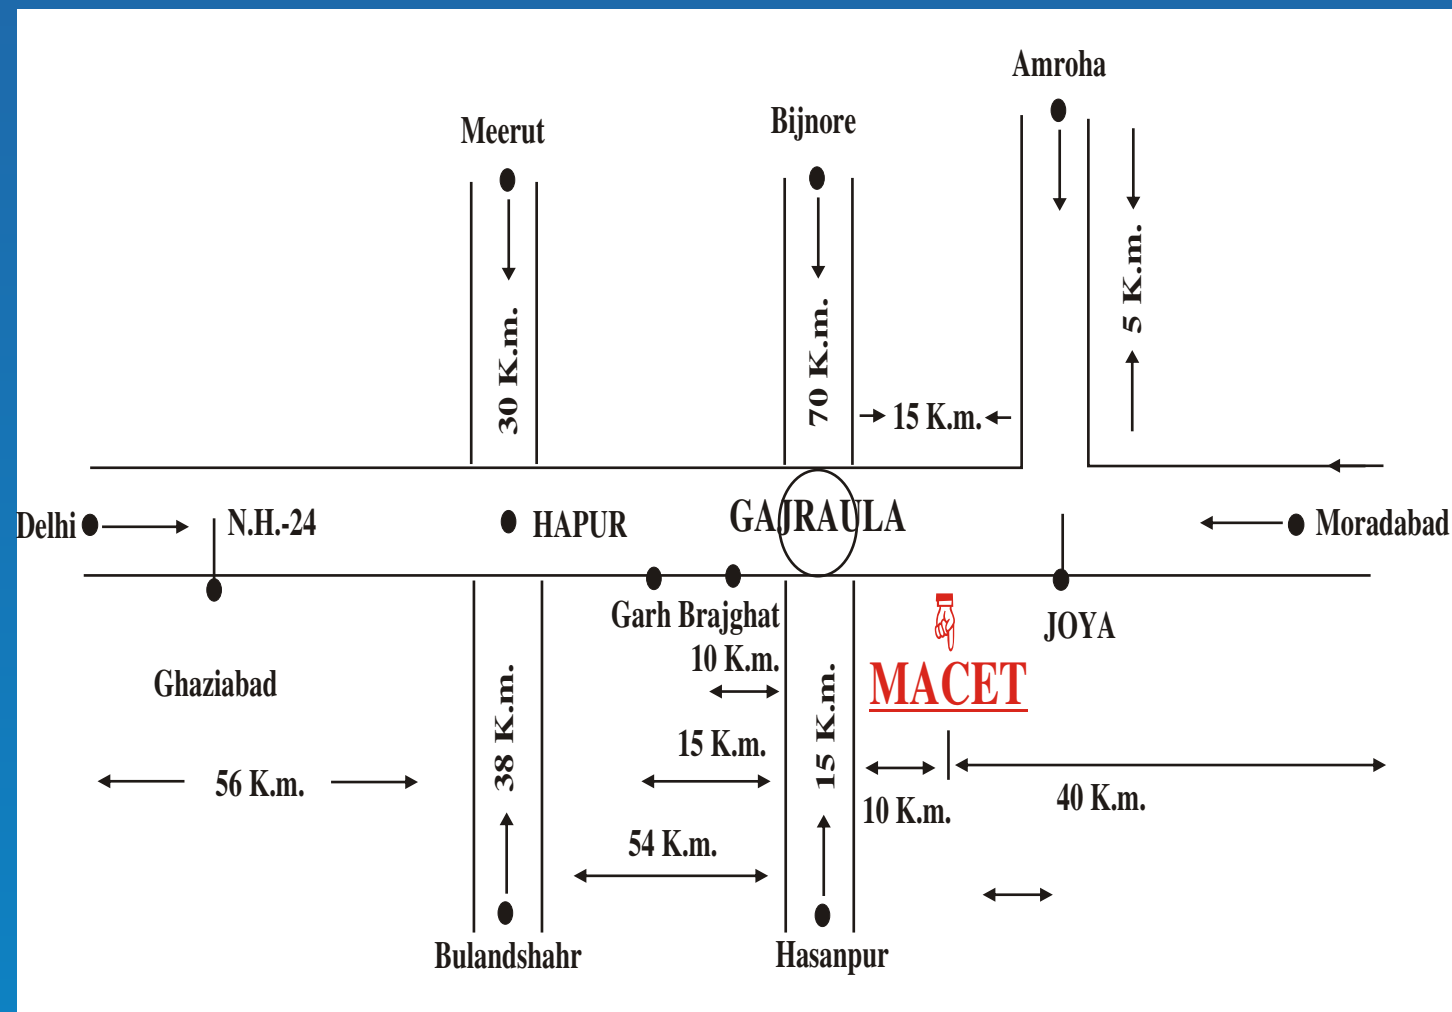 Amroha
Meerut
Bijnore
5 K.m.
30 K.m.
70 K.m.
15 K.m.
Delhi
N.H.-24
HAPUR
GAJRAULA
Moradabad
Garh Brajghat
JOYA
10 K.m.
Ghaziabad
MACET
38 K.m.
15 K.m.
15 K.m.
56 K.m.
10 K.m.
40 K.m.
54 K.m.
Bulandshahr
Hasanpur